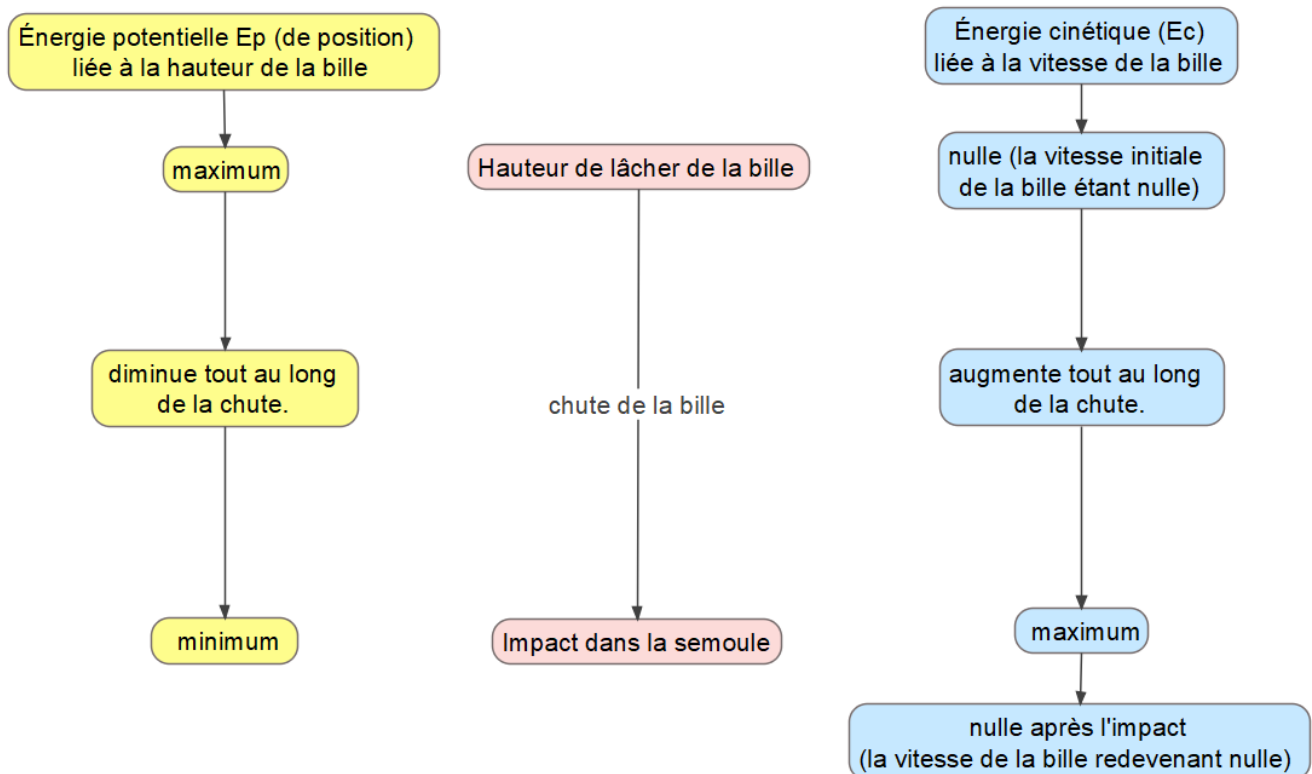 Énergie potentielle Ep (de position)
liée à la hauteur de la bille
maximum
diminue tout au long
de la chute.
minimum
Hauteur de lâcher de la bille
chute de la bille
Impact dans la semoule
Énergie cinétique (Ec)
liée à la vitesse de la bille
nulle (la vitesse initiale
de la bille étant nulle)
augmente tout au long
de la chute.
maximum
nulle après l'impact
(la vitesse de la bille redevenant nulle)